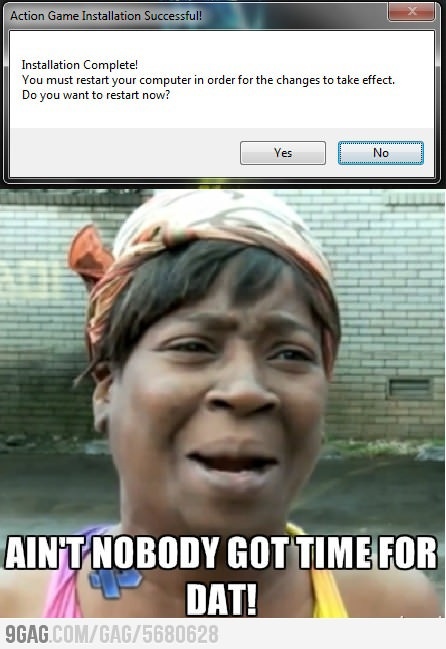 Action Game Installation Successful!
Installation Complete!
You must restart your computer in order for the changes to take effect.
Do you want to restart now?
Yes No
AIN'T NOBODY GOT TIME FOR
DAT!
9GAG.COM/GAG/5680628